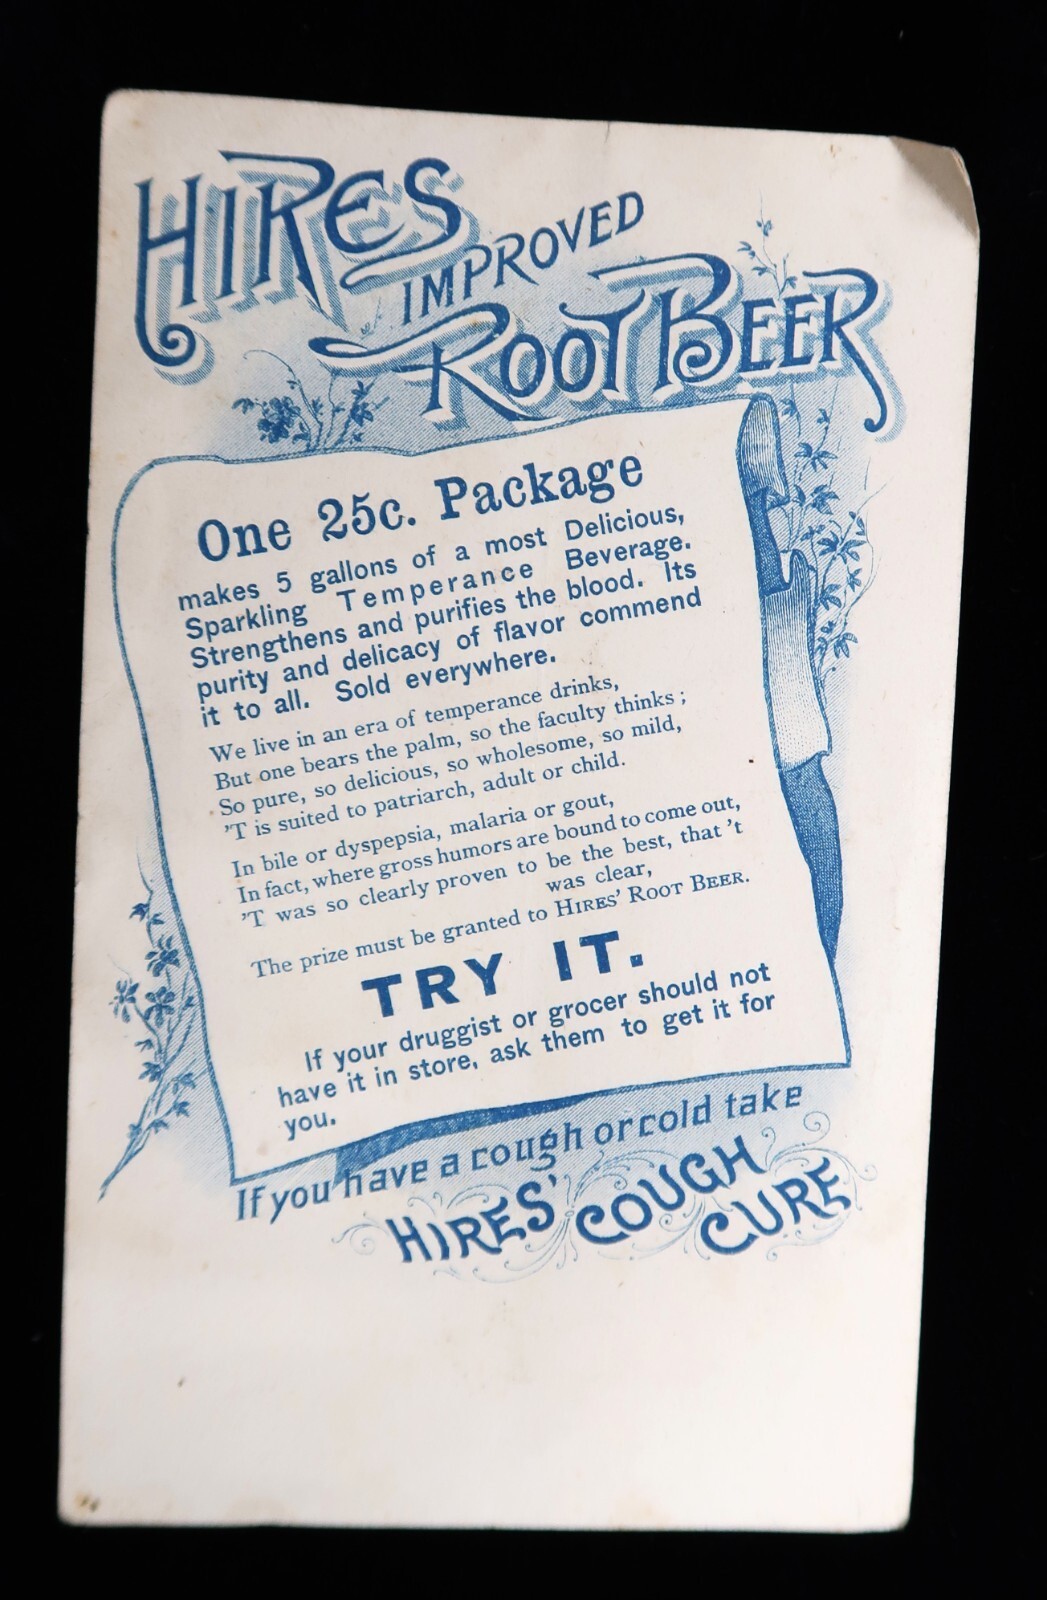 HIRES
IMPROVED
ROOT BEER
One 25c. Package
makes 5 gallons of a most Delicious,
Sparkling Temperance Beverage.
Strengthens and purifies the blood. Its
purity and delicacy of flavor commend
it to all. Sold everywhere.
We live in an era of temperance drinks,
But one bears the palm, so the faculty thinks ;
So pure, so delicious, so wholesome, so mild,
'T is suited to patriarch, adult or child.
In bile or dyspepsia, malaria or gout,
In fact, where gross humors are bound to come out,
'T was so clearly proven to be the best, that 't
was clear,
The prize must be granted to HIRES' ROOT BEER.
TRY IT.
If your druggist or grocer should not
have it in store, ask them to get it for
you.
If you have a cough or cold take
HIRES' COUGH
CURE